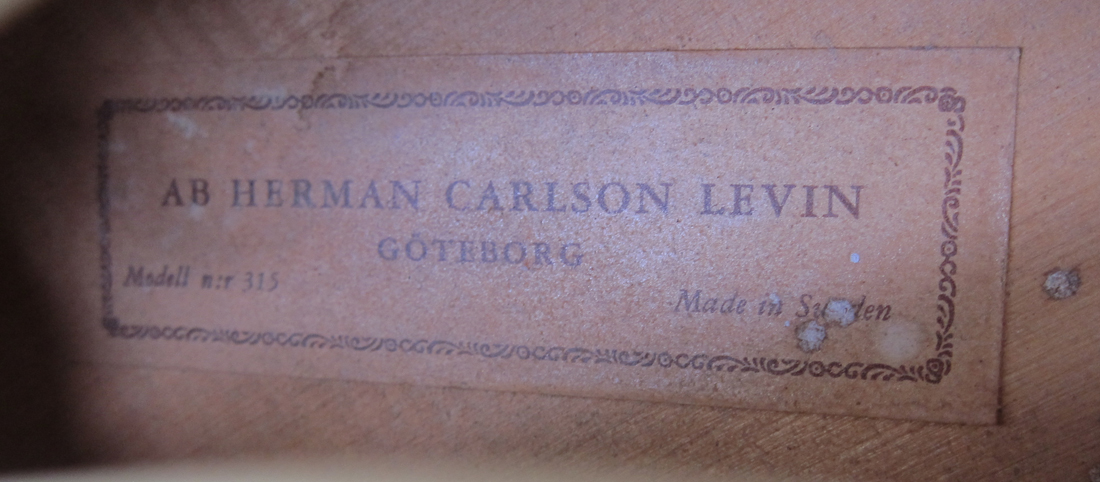 AB HERMAN CARLSON LEVIN
GÖTEBORG
Modell n:r 315
Made in Sweden